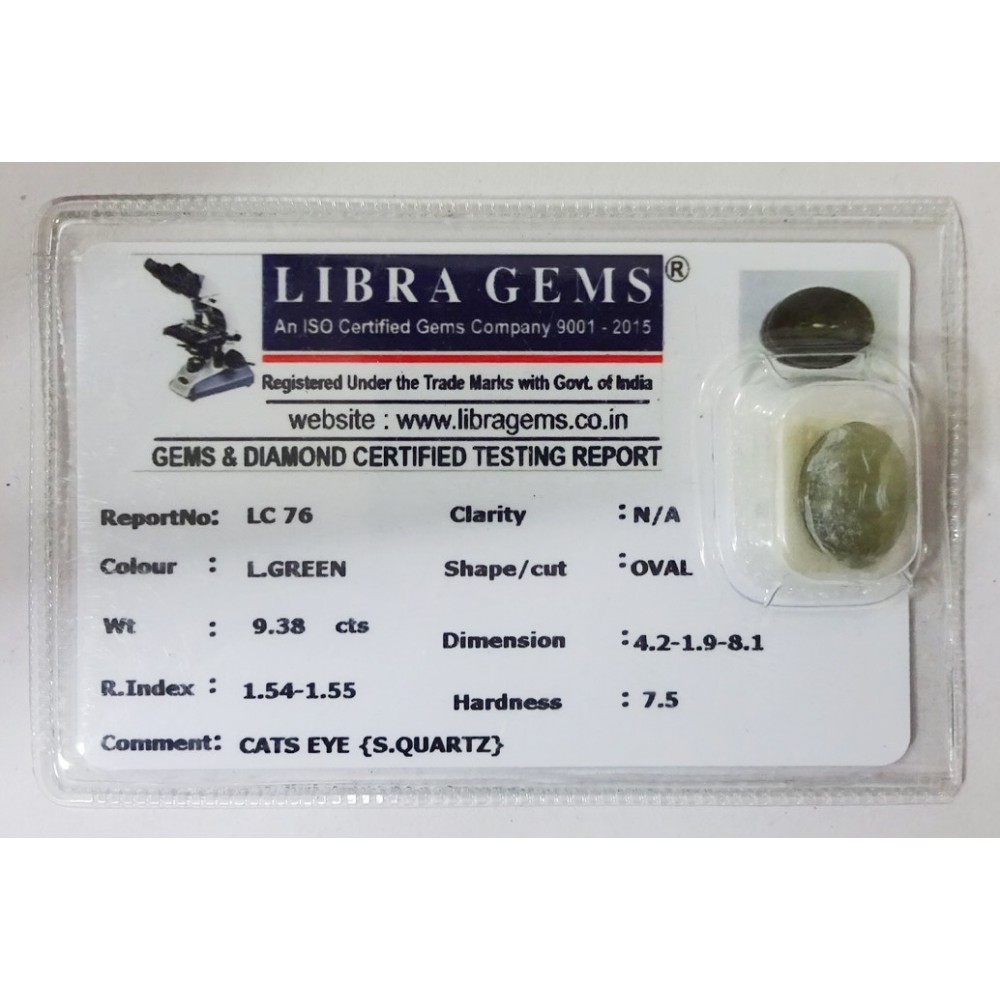 LIBRA GEMS ®
An ISO Certified Gems Company 9001 - 2015
Registered Under the Trade Marks with Govt. of India
website : www.libragems.co.in
GEMS & DIAMOND CERTIFIED TESTING REPORT
ReportNo: LC 76 Clarity : N/A
Colour : L.GREEN Shape/cut : OVAL
Wt : 9.38 cts Dimension : 4.2-1.9-8.1
R.Index : 1.54-1.55 Hardness : 7.5
Comment: CATS EYE {S.QUARTZ}